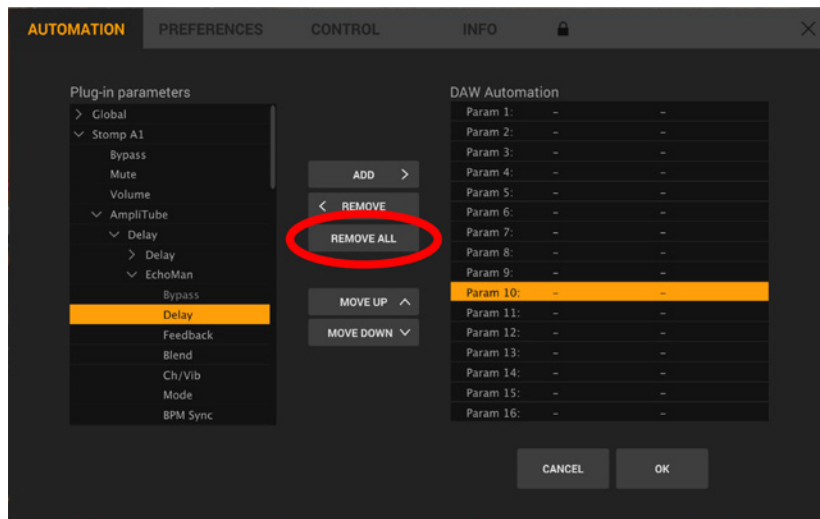 AUTOMATION PREFERENCES CONTROL INFO
Plug-in parameters
> Global
Stomp A1
Bypass
Mute
Volume
AmpliTube
Delay
> Delay
EchoMan
Bypass
Delay
Feedback
Blend
Ch/Vib
Mode
BPM Sync
ADD >
< REMOVE
REMOVE ALL
MOVE UP
MOVE DOWN
DAW Automation
Param 1: - -
Param 2: - -
Param 3: - -
Param 4: - -
Param 5: - -
Param 6: - -
Param 7: - -
Param 8: - -
Param 9: - -
Param 10: - -
Param 11: - -
Param 12: - -
Param 13: - -
Param 14: - -
Param 15: - -
Param 16: - -
CANCEL OK